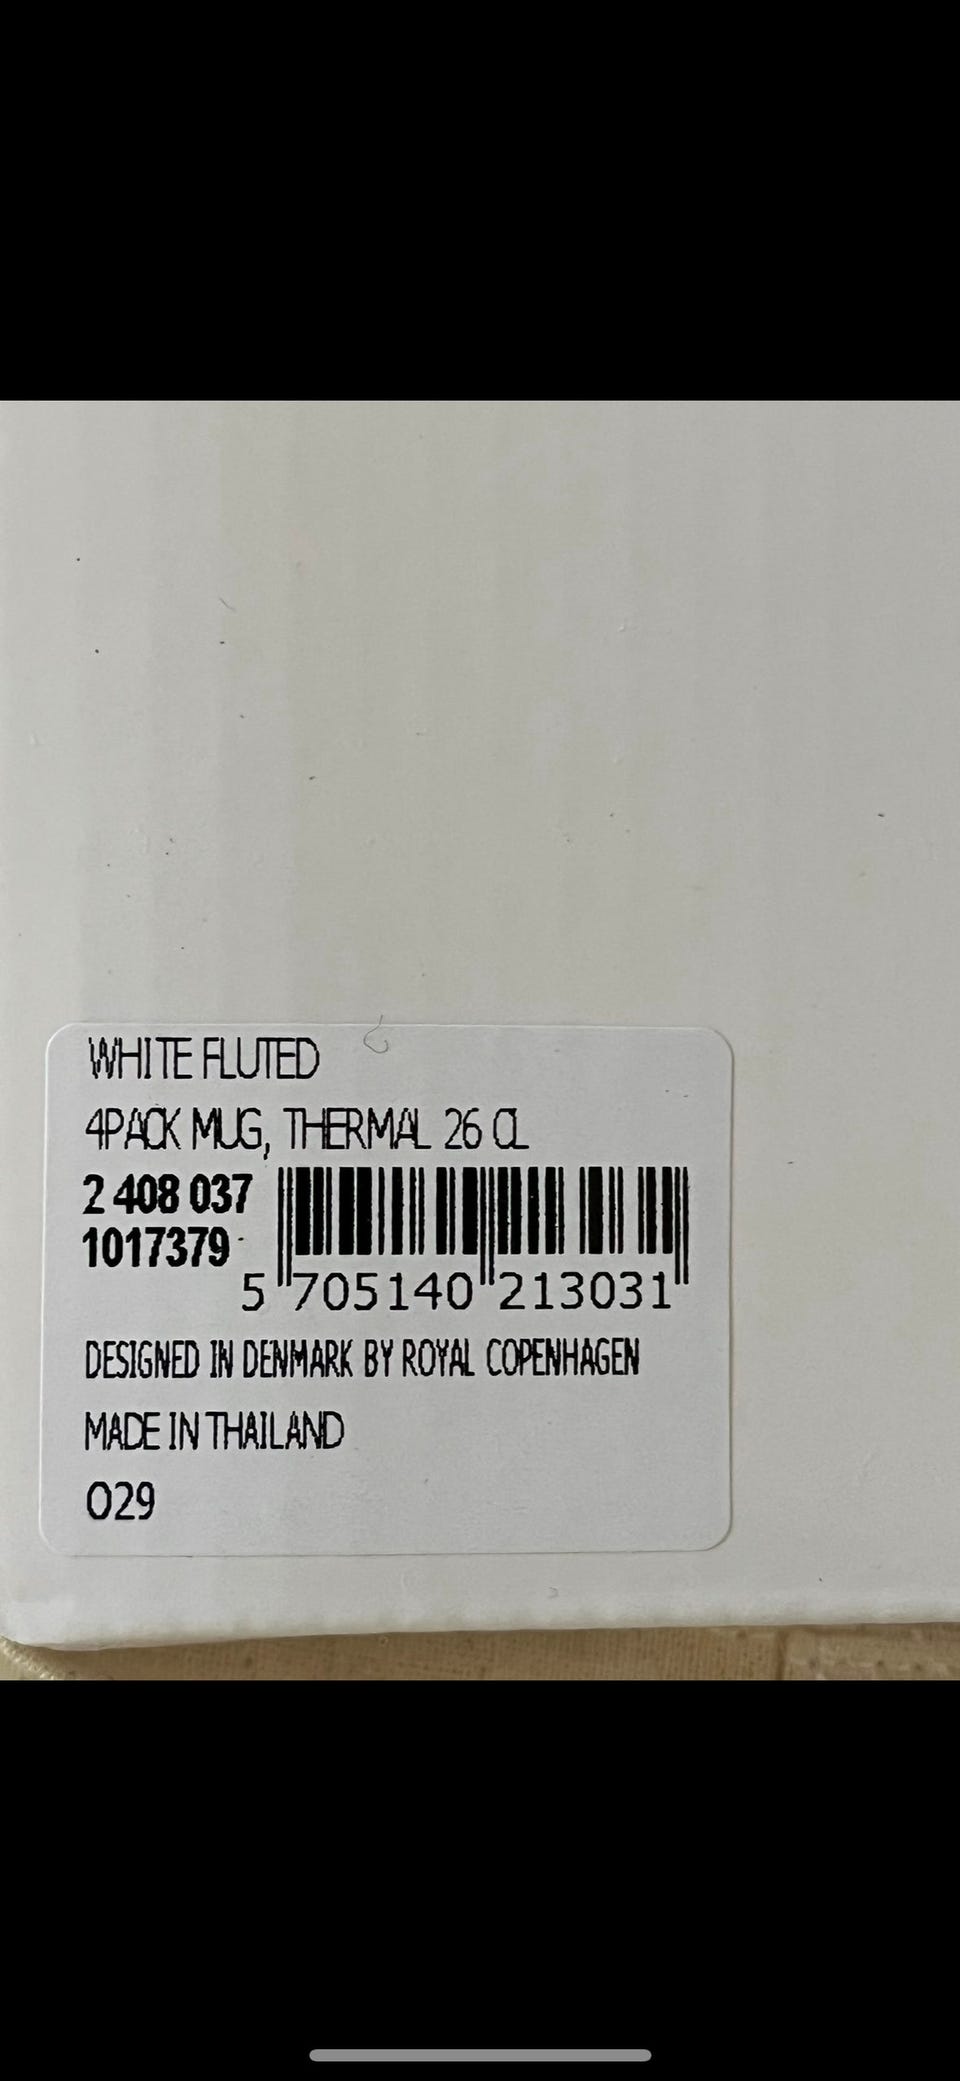 WHITE FLUTED
4PACK MUG, THERMAL 26 CL
2 408 037
1017379
5 705140 213031
DESIGNED IN DENMARK BY ROYAL COPENHAGEN
MADE IN THAILAND
029